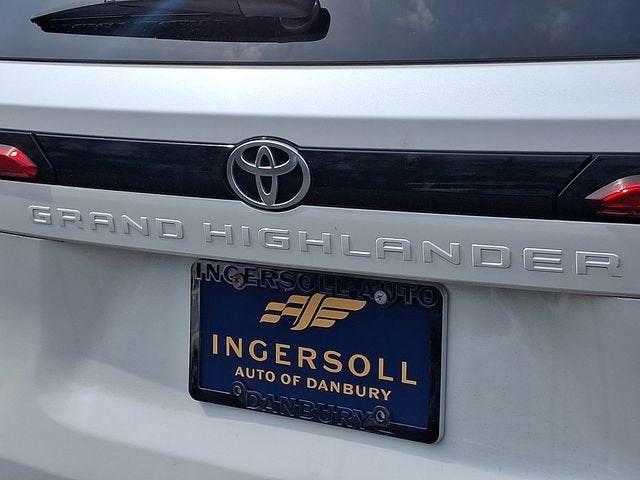 GRAND HIGHLANDER
INGERSOLL AUTO
INGERSOLL
AUTO OF DANBURY
DANBURY